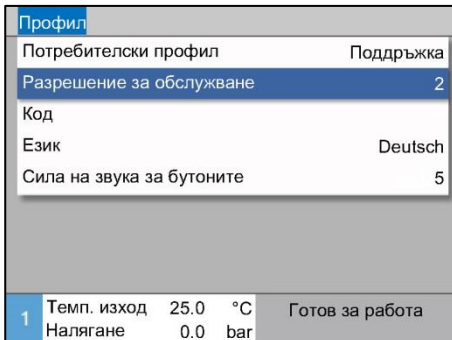 Профил
Потребителски профил Поддръжка
Разрешение за обслужване 2
Код
Език Deutsch
Сила на звука за бутоните 5
1 Темп. изход 25.0 °C Готов за работа
Налягане 0.0 bar